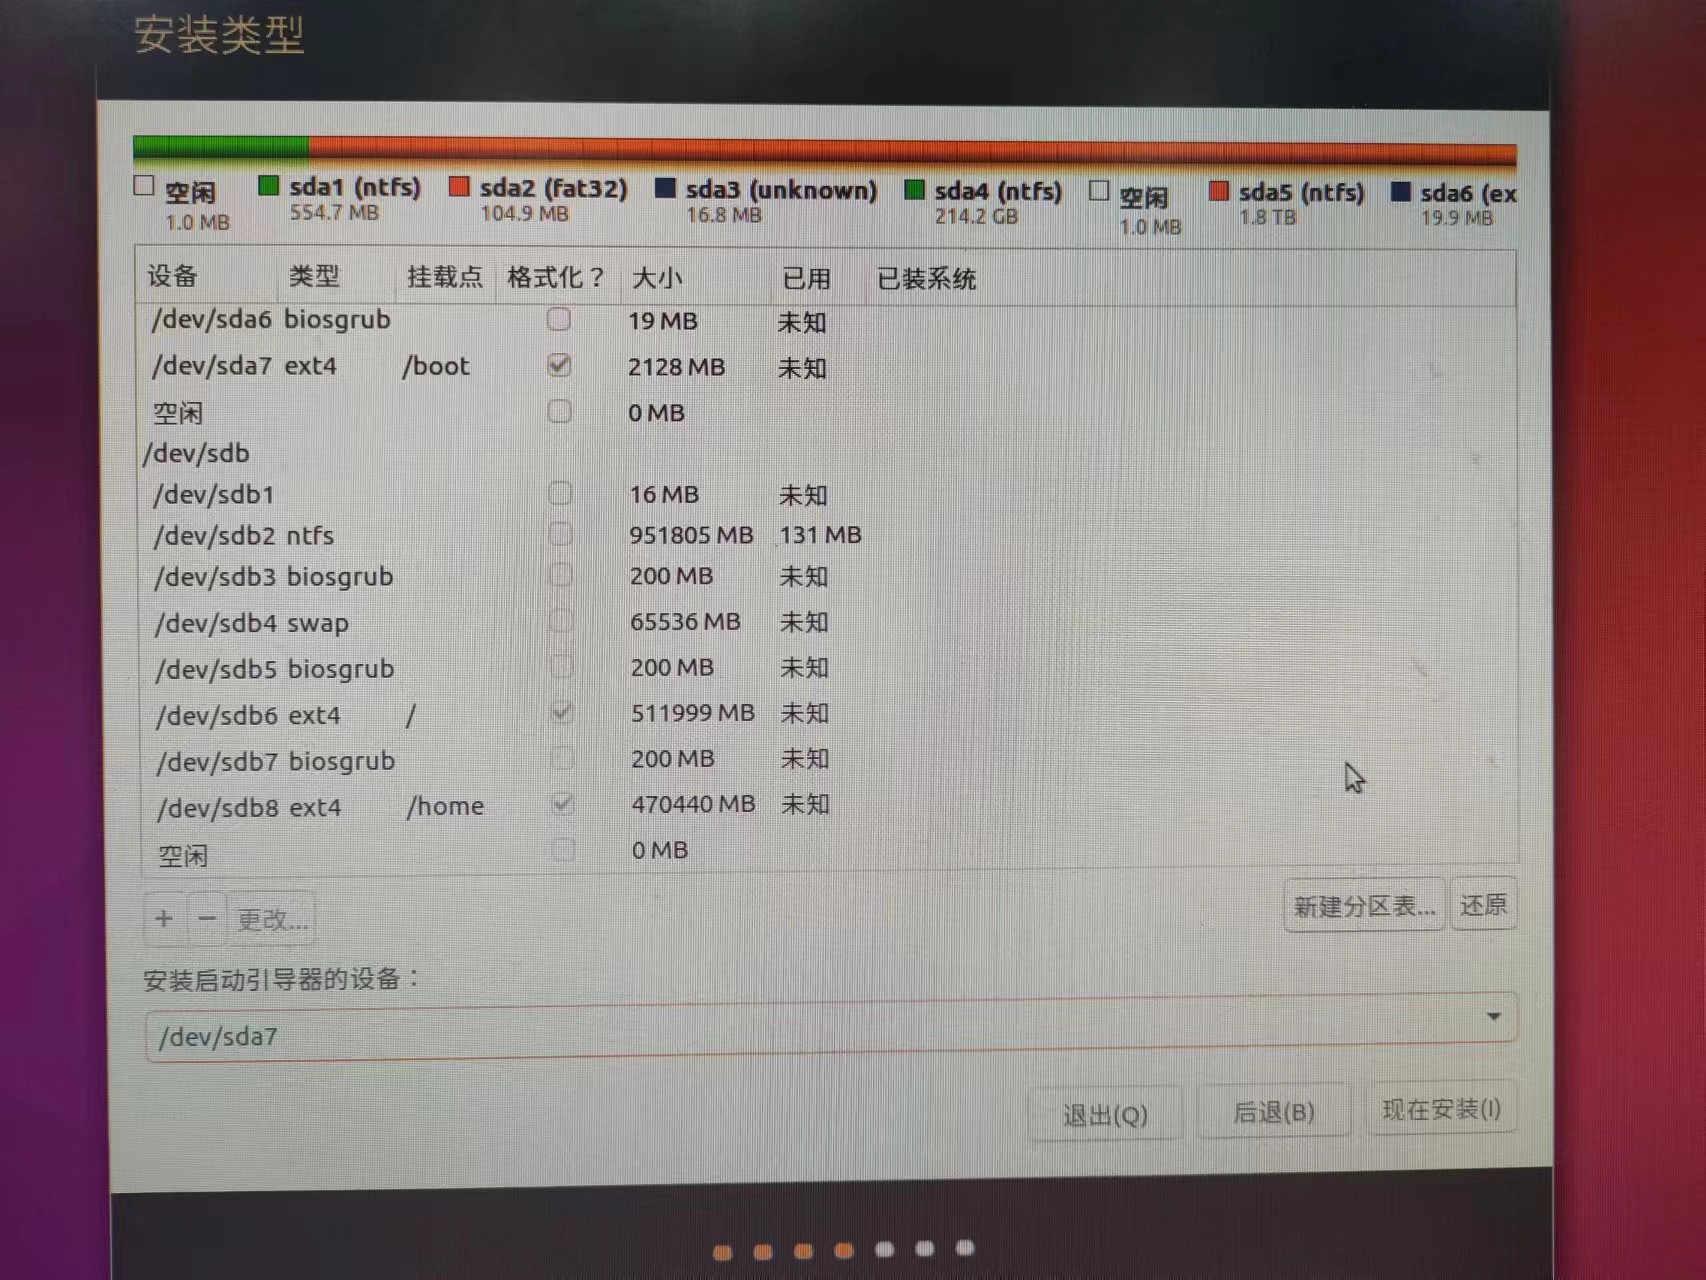 安装类型
空闲 sda1 (ntfs) sda2 (fat32) sda3 (unknown) sda4 (ntfs) 空闲 sda5 (ntfs) sda6 (ex
1.0 MB 554.7 MB 104.9 MB 16.8 MB 214.2 GB 1.0 MB 1.8 TB 19.9 MB
设备 类型 挂载点 格式化？ 大小 已用 已装系统
/dev/sda6 biosgrub 19 MB 未知
/dev/sda7 ext4 /boot 2128 MB 未知
空闲 0 MB
/dev/sdb
/dev/sdb1 16 MB 未知
/dev/sdb2 ntfs 951805 MB 131 MB
/dev/sdb3 biosgrub 200 MB 未知
/dev/sdb4 swap 65536 MB 未知
/dev/sdb5 biosgrub 200 MB 未知
/dev/sdb6 ext4 / 511999 MB 未知
/dev/sdb7 biosgrub 200 MB 未知
/dev/sdb8 ext4 /home 470440 MB 未知
空闲 0 MB
+ − 更改... 新建分区表... 还原
安装启动引导器的设备：
/dev/sda7
退出(Q) 后退(B) 现在安装(I)